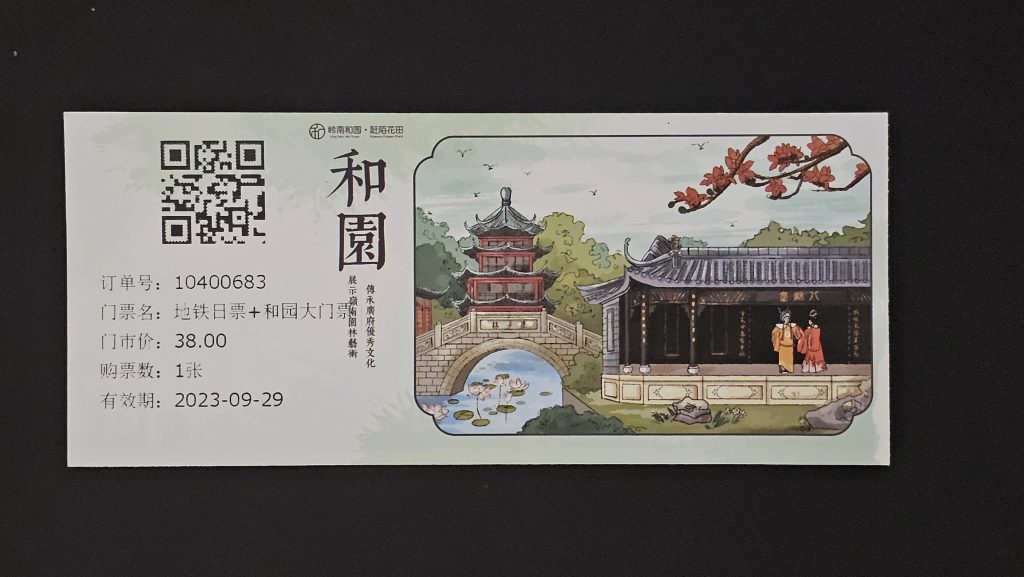 订单号：10400683
门票名：地铁日票+和园大门票
门市价：38.00
购票数：1张
有效期：2023-09-29
岭南和园·瓧陌花田
和園
傳承廣府優秀文化
展示嶺南園林藝術